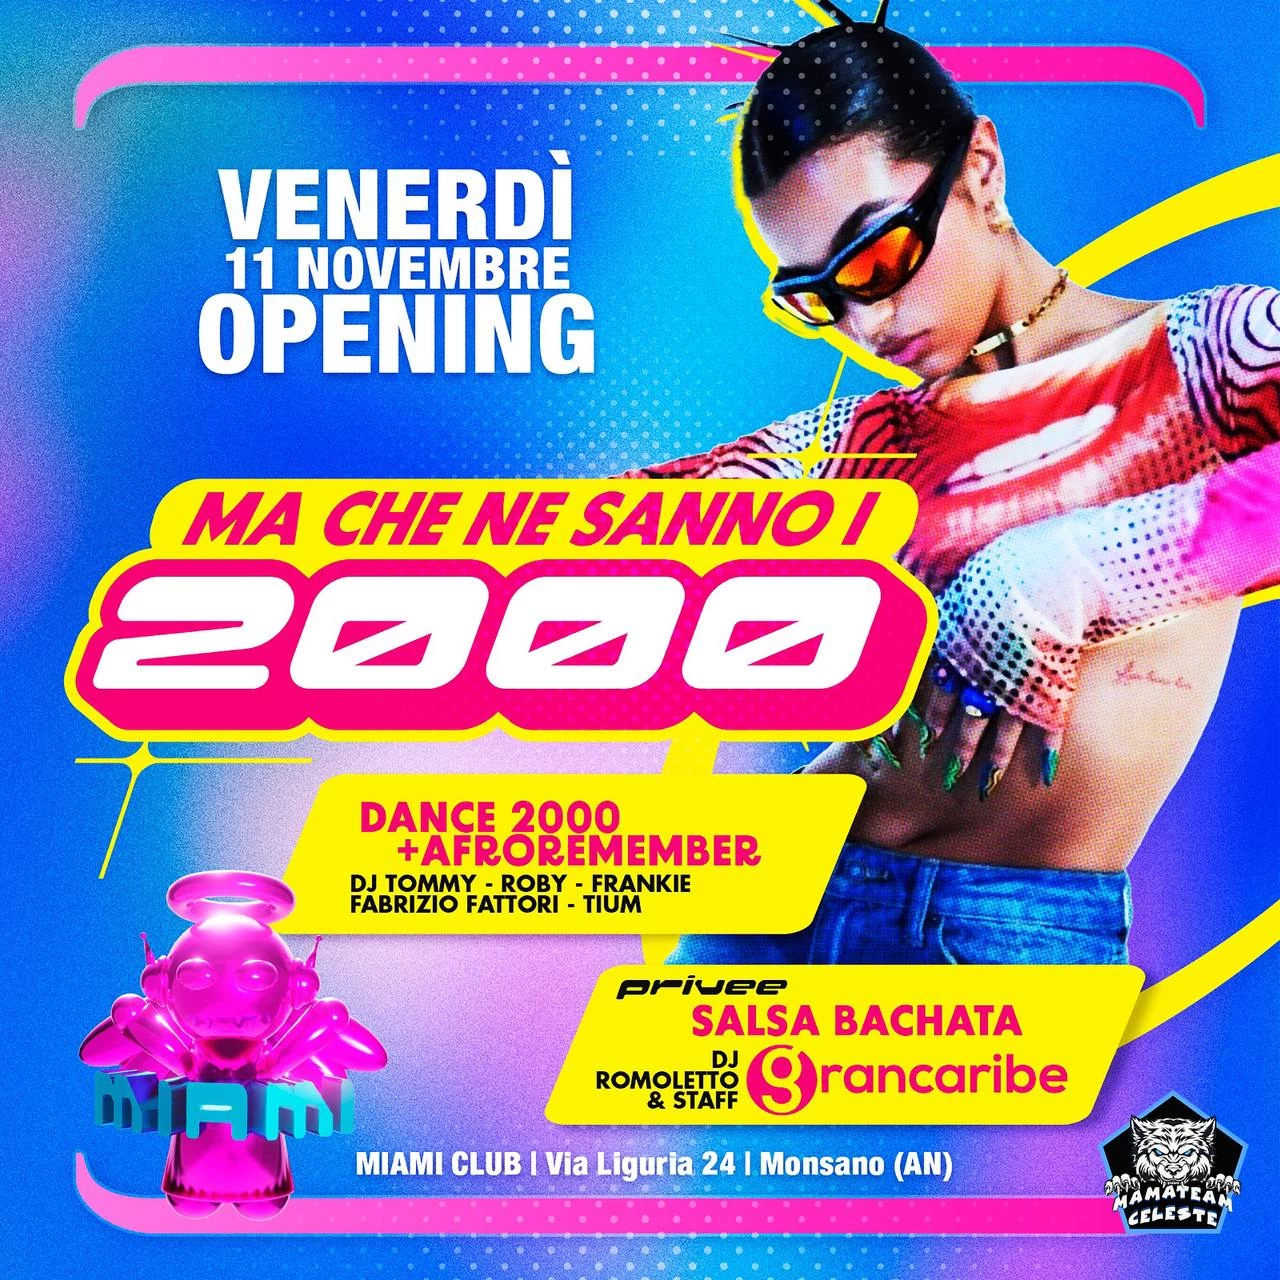 VENERDÌ
11 NOVEMBRE
OPENING
MA CHE NE SANNO I
2000
DANCE 2000
+AFROREMEMBER
DJ TOMMY - ROBY - FRANKIE
FABRIZIO FATTORI - TIUM
privee
SALSA BACHATA
DJ
ROMOLETTO
& STAFF
grancaribe
MIAMI
MIAMI CLUB | Via Liguria 24 | Monsano (AN)
MAMATEAM
CELESTE